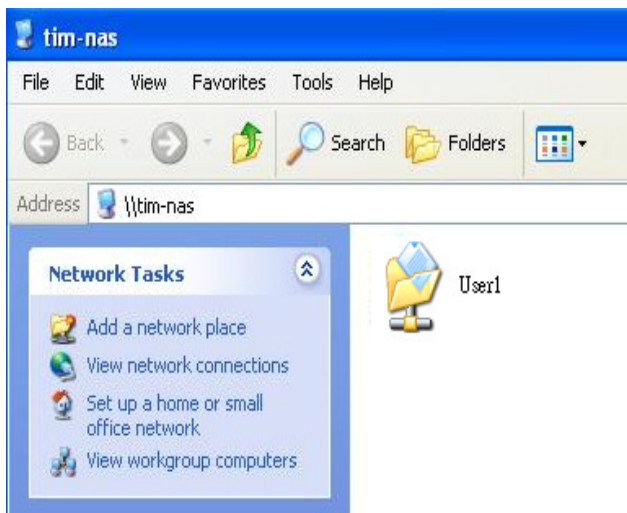 tim-nas
File Edit View Favorites Tools Help
Back Search Folders
Address \\tim-nas
Network Tasks
Add a network place
View network connections
Set up a home or small
office network
View workgroup computers
User1